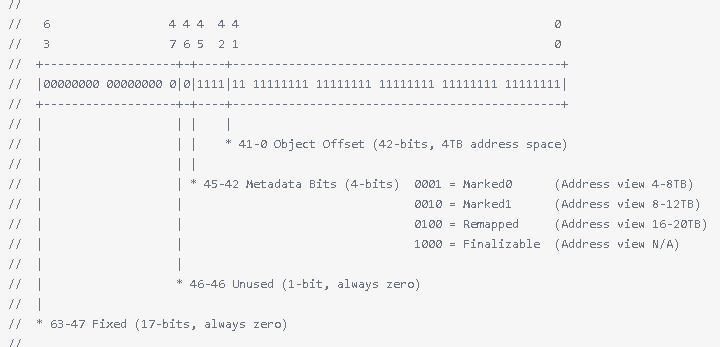 //
//   6                 4 4 4  4 4                                             0
//   3                 7 6 5  2 1                                             0
//  +-------------------+-+----+-----------------------------------------------+
//  |00000000 00000000 0|0|1111|11 11111111 11111111 11111111 11111111 11111111|
//  +-------------------+-+----+-----------------------------------------------+
//  |                   | |    |
//  |                   | |    * 41-0 Object Offset (42-bits, 4TB address space)
//  |                   | |
//  |                   | * 45-42 Metadata Bits (4-bits)  0001 = Marked0      (Address view 4-8TB)
//  |                   |                                 0010 = Marked1      (Address view 8-12TB)
//  |                   |                                 0100 = Remapped     (Address view 16-20TB)
//  |                   |                                 1000 = Finalizable  (Address view N/A)
//  |                   |
//  |                   * 46-46 Unused (1-bit, always zero)
//  |
//  * 63-47 Fixed (17-bits, always zero)
//